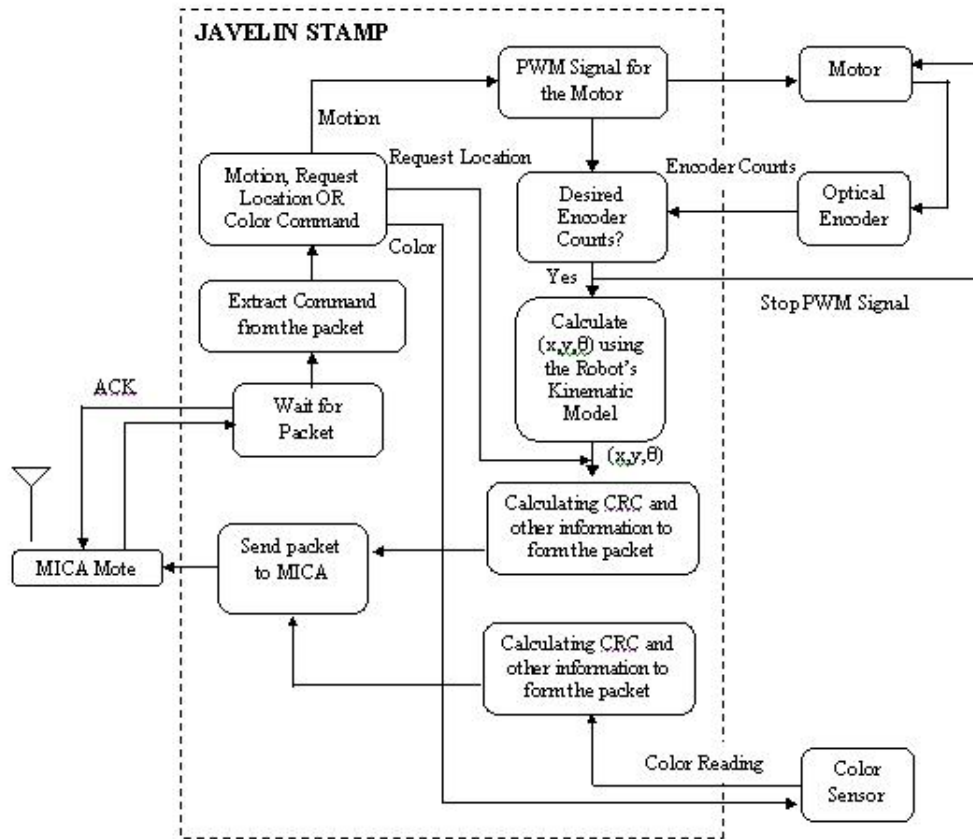 JAVELIN STAMP
PWM Signal for
the Motor
Motor
Motion
Request Location
Encoder Counts
Motion, Request
Location OR
Color Command
Desired
Encoder
Counts?
Optical
Encoder
Color
Yes
Stop PWM Signal
Extract Command
from the packet
Calculate
(x,y,θ) using
the Robot's
Kinematic
Model
ACK
Wait for
Packet
(x,y,θ)
Calculating CRC and
other information to
form the packet
Send packet
to MICA
MICA Mote
Calculating CRC and
other information to
form the packet
Color Reading
Color
Sensor